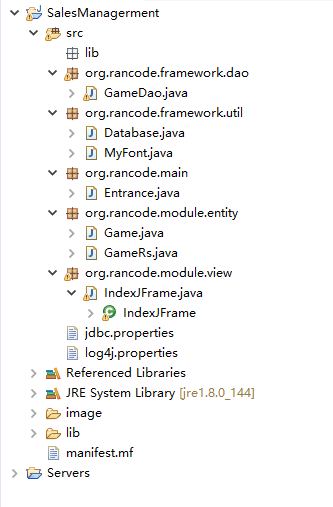 SalesManagerment
src
lib
org.rancode.framework.dao
GameDao.java
org.rancode.framework.util
Database.java
MyFont.java
org.rancode.main
Entrance.java
org.rancode.module.entity
Game.java
GameRs.java
org.rancode.module.view
IndexJFrame.java
IndexJFrame
jdbc.properties
log4j.properties
Referenced Libraries
JRE System Library [jre1.8.0_144]
image
lib
manifest.mf
Servers